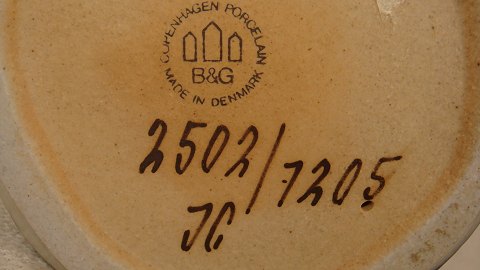 COPENHAGEN PORCELAIN
B&G
MADE IN DENMARK
2502/7205
JC